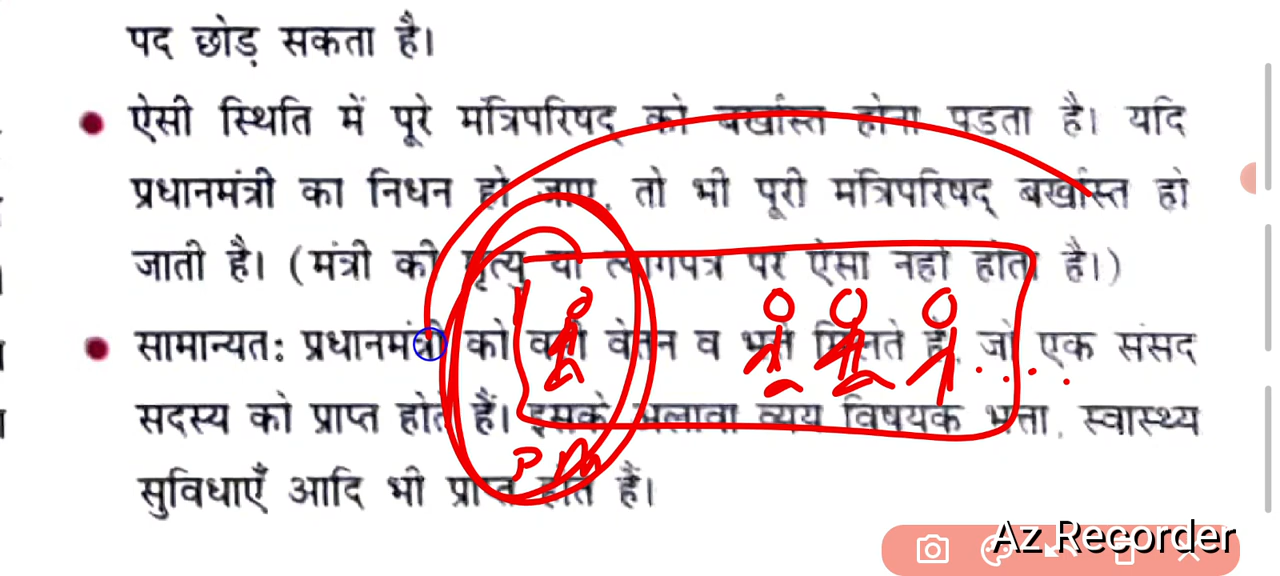 पद छोड़ सकता है।
ऐसी स्थिति में पूरे मंत्रिपरिषद् को बर्खास्त होना पडता है। यदि
प्रधानमंत्री का निधन हो जाए, तो भी पूरी मंत्रिपरिषद् बर्खास्त हो
जाती है। (मंत्री की मृत्यु या त्यागपत्र पर ऐसा नहीं होता है।)
सामान्यतः प्रधानमंत्री को वही वेतन व भत्ते मिलते हैं, जो एक संसद
सदस्य को प्राप्त होते हैं। इसके अलावा व्यय विषयक भत्ता, स्वास्थ्य
PM
सुविधाएँ आदि भी प्राप्त होते हैं।
Az Recorder